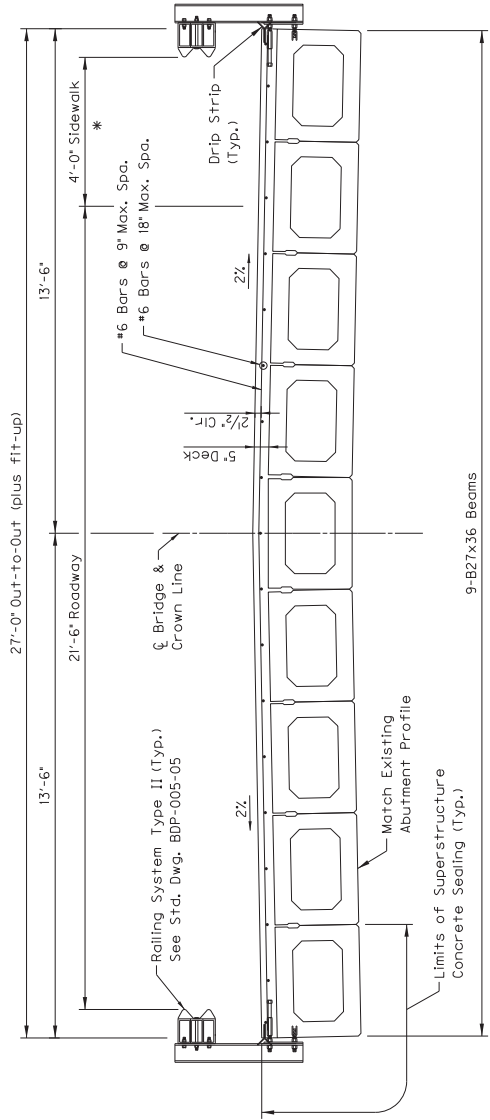 27'-0" Out-to-Out (plus fit-up)
13'-6"
13'-6"
21'-6" Roadway
4'-0" Sidewalk
*
Railing System Type II (Typ.)
See Std. Dwg. BDP-005-05
℄ Bridge &
Crown Line
#6 Bars @ 9" Max. Spa.
#6 Bars @ 18" Max. Spa.
Drip Strip
(Typ.)
2%
2%
5" Deck
2½" Clr.
Match Existing
Abutment Profile
Limits of Superstructure
Concrete Sealing (Typ.)
9-B27x36 Beams